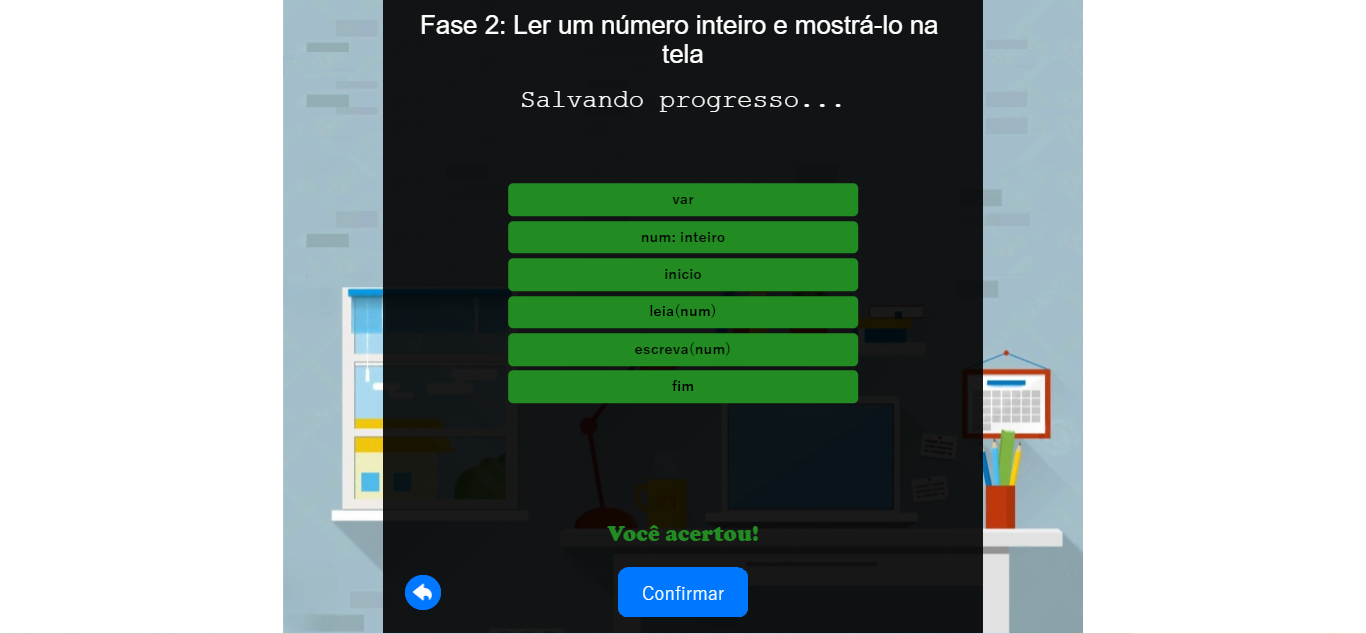 Fase 2: Ler um número inteiro e mostrá-lo na
tela
Salvando progresso...
var
num: inteiro
inicio
leia(num)
escreva(num)
fim
Você acertou!
Confirmar